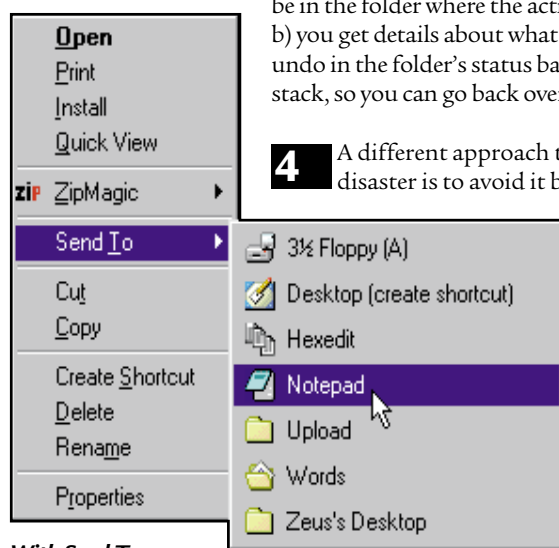 be in the folder where the acti
b) you get details about what
undo in the folder's status ba
stack, so you can go back ove
4 A different approach t
disaster is to avoid it b
Open
Print
Install
Quick View
zip ZipMagic
Send To
Cut
Copy
Create Shortcut
Delete
Rename
Properties
3½ Floppy (A)
Desktop (create shortcut)
Hexedit
Notepad
Upload
Words
Zeus's Desktop
With Send To